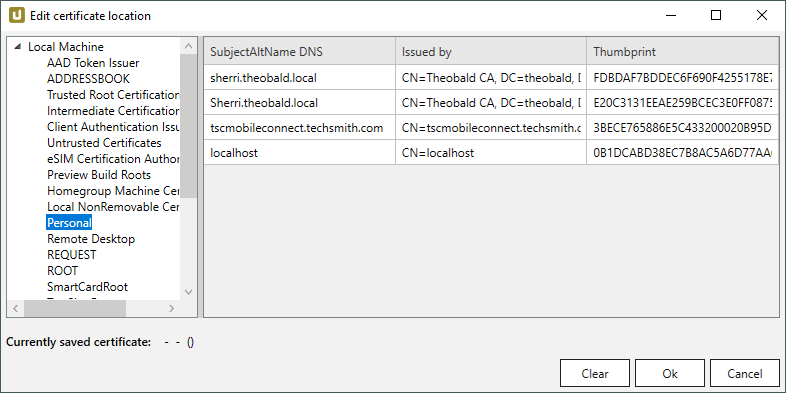 Edit certificate location
Local Machine
AAD Token Issuer
ADDRESSBOOK
Trusted Root Certification
Intermediate Certification
Client Authentication Issu
Untrusted Certificates
eSIM Certification Author
Preview Build Roots
Homegroup Machine Cer
Local NonRemovable Cer
Personal
Remote Desktop
REQUEST
ROOT
SmartCardRoot
SubjectAltName DNS Issued by Thumbprint
sherri.theobald.local CN=Theobald CA, DC=theobald, D FDBDAF7BDDEC6F690F4255178E7
Sherri.theobald.local CN=Theobald CA, DC=theobald, D E20C3131EEAE259BCEC3E0FF0875
tscmobileconnect.techsmith.com CN=tscmobileconnect.techsmith.c 3BECE765886E5C433200020B95D
localhost CN=localhost 0B1DCABD38EC7B8AC5A6D77AA
Currently saved certificate: - - ()
Clear Ok Cancel